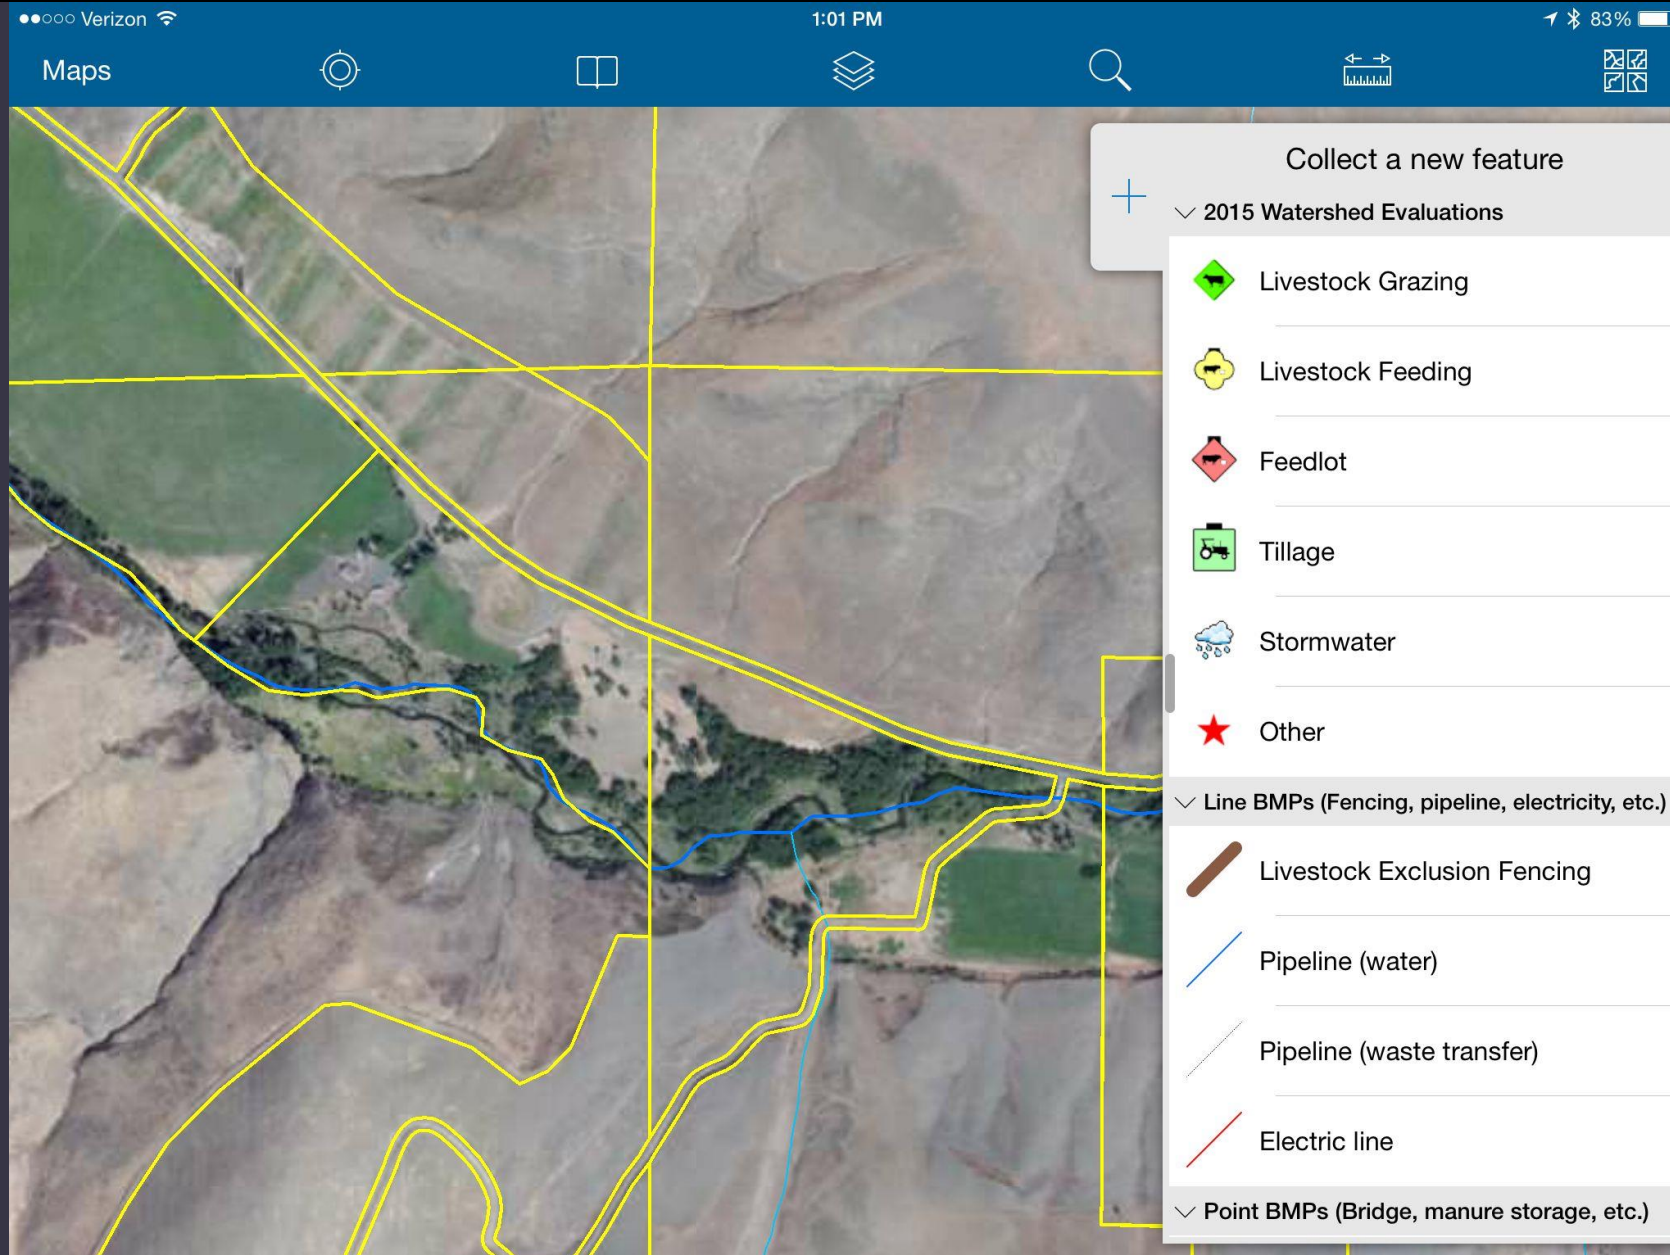 Verizon
1:01 PM
83%
Maps
Collect a new feature
2015 Watershed Evaluations
Livestock Grazing
Livestock Feeding
Feedlot
Tillage
Stormwater
Other
Line BMPs (Fencing, pipeline, electricity, etc.)
Livestock Exclusion Fencing
Pipeline (water)
Pipeline (waste transfer)
Electric line
Point BMPs (Bridge, manure storage, etc.)